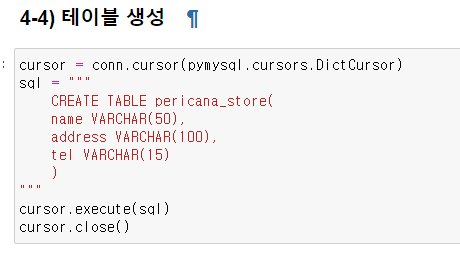 4-4) 테이블 생성 ¶
:
cursor = conn.cursor(pymysql.cursors.DictCursor)
sql = """
    CREATE TABLE pericana_store(
    name VARCHAR(50),
    address VARCHAR(100),
    tel VARCHAR(15)
    )
"""
cursor.execute(sql)
cursor.close()